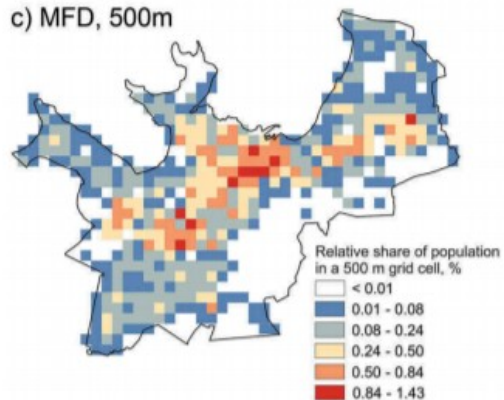 c) MFD, 500m
Relative share of population
in a 500 m grid cell, %
< 0.01
0.01 - 0.08
0.08 - 0.24
0.24 - 0.50
0.50 - 0.84
0.84 - 1.43